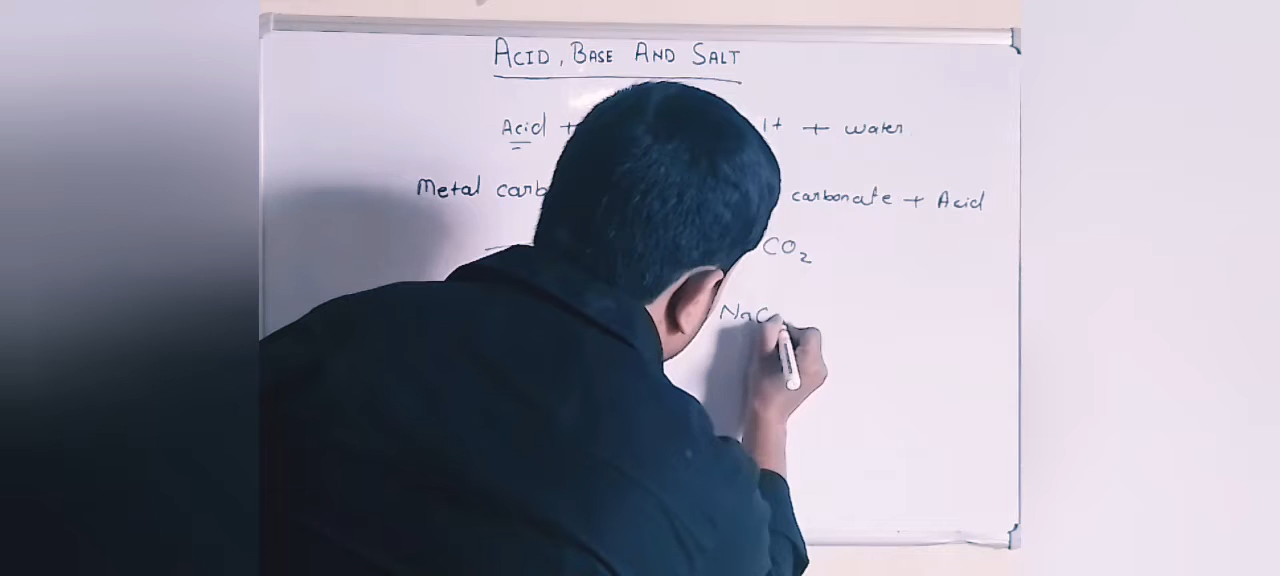 ACID, BASE AND SALT
Acid + lt + water
Metal carb carbonate + Acid
CO2
NaC